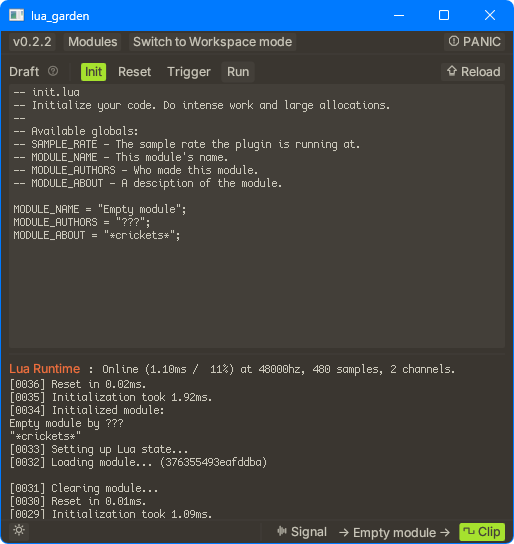 lua_garden
v0.2.2 Modules Switch to Workspace mode PANIC
Draft Init Reset Trigger Run Reload
-- init.lua
-- Initialize your code. Do intense work and large allocations.
--
-- Available globals:
-- SAMPLE_RATE - The sample rate the plugin is running at.
-- MODULE_NAME - This module's name.
-- MODULE_AUTHORS - Who made this module.
-- MODULE_ABOUT - A desciption of the module.
MODULE_NAME = "Empty module";
MODULE_AUTHORS = "???";
MODULE_ABOUT = "*crickets*";
Lua Runtime : Online (1.10ms / 11%) at 48000hz, 480 samples, 2 channels.
[0036] Reset in 0.02ms.
[0035] Initialization took 1.92ms.
[0034] Initialized module:
Empty module by ???
"*crickets*"
[0033] Setting up Lua state...
[0032] Loading module... (376355493eafddba)
[0031] Clearing module...
[0030] Reset in 0.01ms.
[0029] Initialization took 1.09ms.
Signal → Empty module → Clip